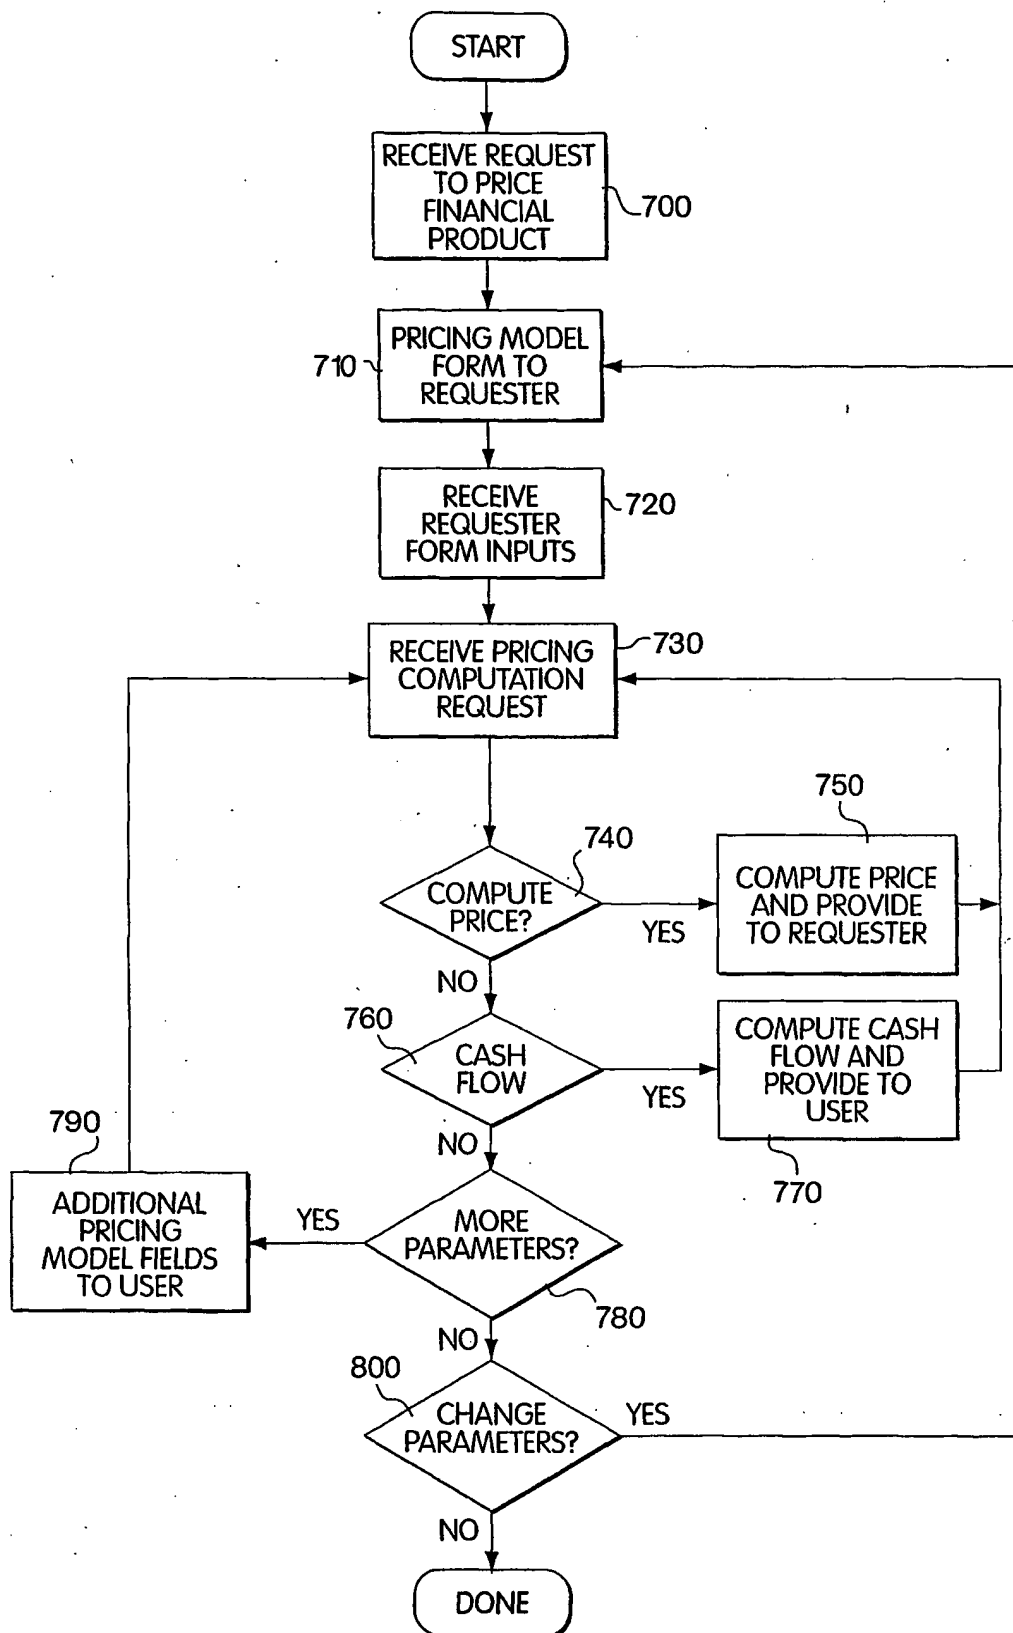 START
RECEIVE REQUEST
TO PRICE
FINANCIAL
PRODUCT
700
PRICING MODEL
FORM TO
REQUESTER
710
RECEIVE
REQUESTER
FORM INPUTS
720
RECEIVE PRICING
COMPUTATION
REQUEST
730
COMPUTE
PRICE?
740
YES
NO
COMPUTE PRICE
AND PROVIDE
TO REQUESTER
750
CASH
FLOW
760
YES
NO
COMPUTE CASH
FLOW AND
PROVIDE TO
USER
770
MORE
PARAMETERS?
780
YES
NO
ADDITIONAL
PRICING
MODEL FIELDS
TO USER
790
CHANGE
PARAMETERS?
800
YES
NO
DONE